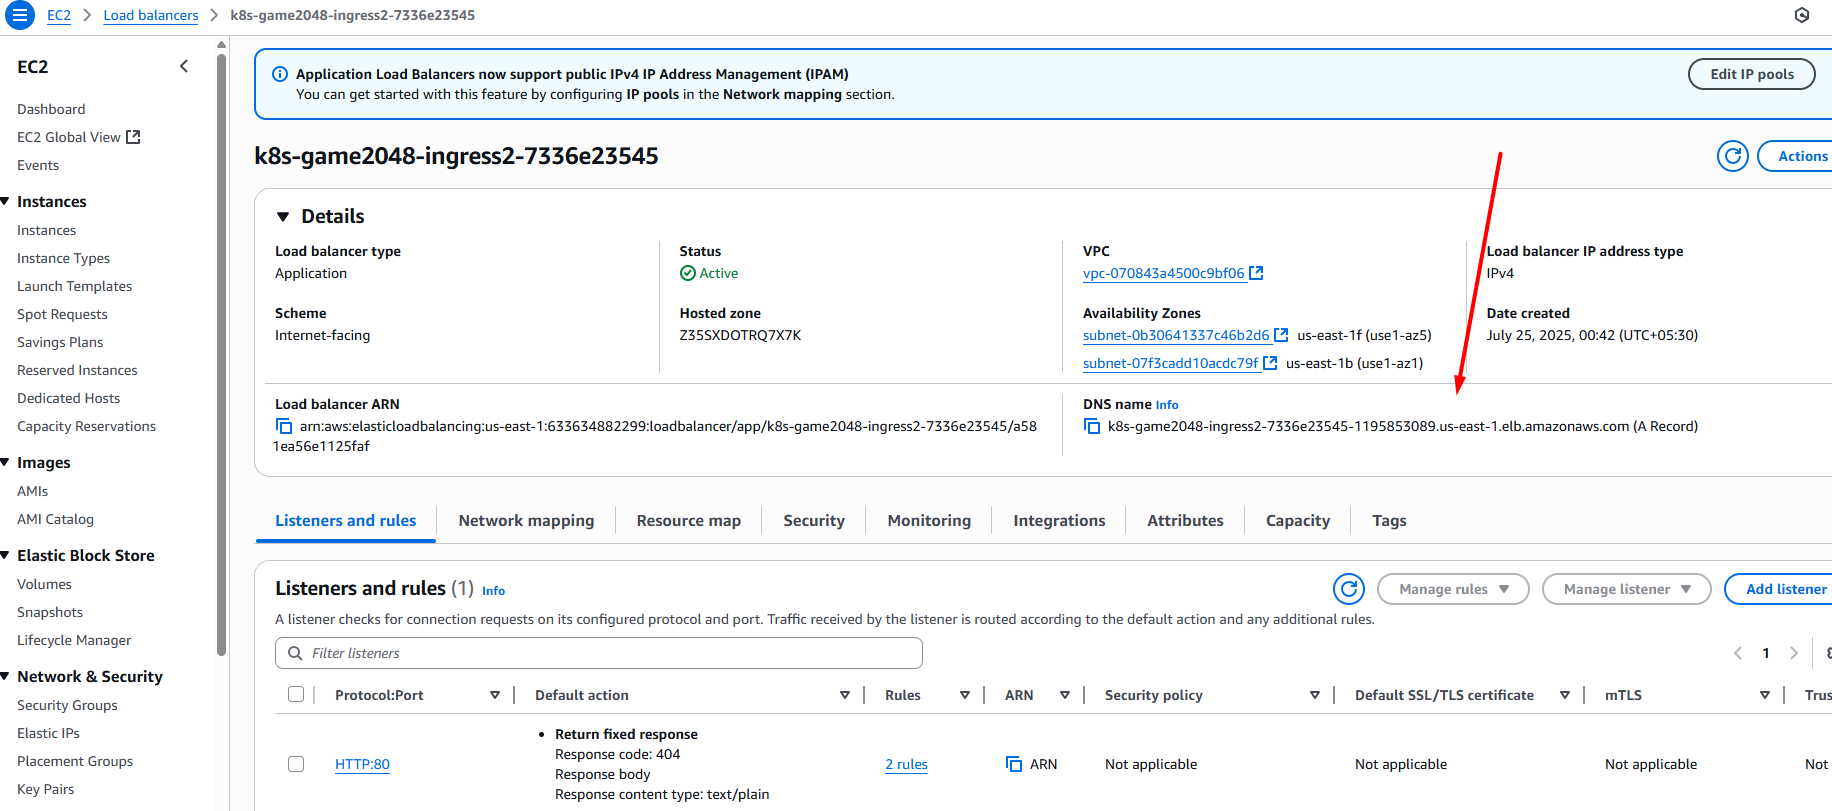 EC2 > Load balancers > k8s-game2048-ingress2-7336e23545
EC2
Dashboard
EC2 Global View
Events
Instances
Instances
Instance Types
Launch Templates
Spot Requests
Savings Plans
Reserved Instances
Dedicated Hosts
Capacity Reservations
Images
AMIs
AMI Catalog
Elastic Block Store
Volumes
Snapshots
Lifecycle Manager
Network & Security
Security Groups
Elastic IPs
Placement Groups
Key Pairs
Application Load Balancers now support public IPv4 IP Address Management (IPAM)
You can get started with this feature by configuring IP pools in the Network mapping section.
Edit IP pools
k8s-game2048-ingress2-7336e23545
Actions
Details
Load balancer type
Application
Status
Active
VPC
vpc-070843a4500c9bf06
Load balancer IP address type
IPv4
Scheme
Internet-facing
Hosted zone
Z35SXDOTRQ7X7K
Availability Zones
subnet-0b30641337c46b2d6 us-east-1f (use1-az5)
subnet-07f3cadd10acdc79f us-east-1b (use1-az1)
Date created
July 25, 2025, 00:42 (UTC+05:30)
Load balancer ARN
arn:aws:elasticloadbalancing:us-east-1:633634882299:loadbalancer/app/k8s-game2048-ingress2-7336e23545/a58
1ea56e1125faf
DNS name Info
k8s-game2048-ingress2-7336e23545-1195853089.us-east-1.elb.amazonaws.com (A Record)
Listeners and rules Network mapping Resource map Security Monitoring Integrations Attributes Capacity Tags
Listeners and rules (1) Info
Manage rules Manage listener Add listener
A listener checks for connection requests on its configured protocol and port. Traffic received by the listener is routed according to the default action and any additional rules.
Filter listeners
1
Protocol:Port Default action Rules ARN Security policy Default SSL/TLS certificate mTLS Trus
HTTP:80
• Return fixed response
Response code: 404
Response body
Response content type: text/plain
2 rules
ARN
Not applicable
Not applicable
Not applicable
Not